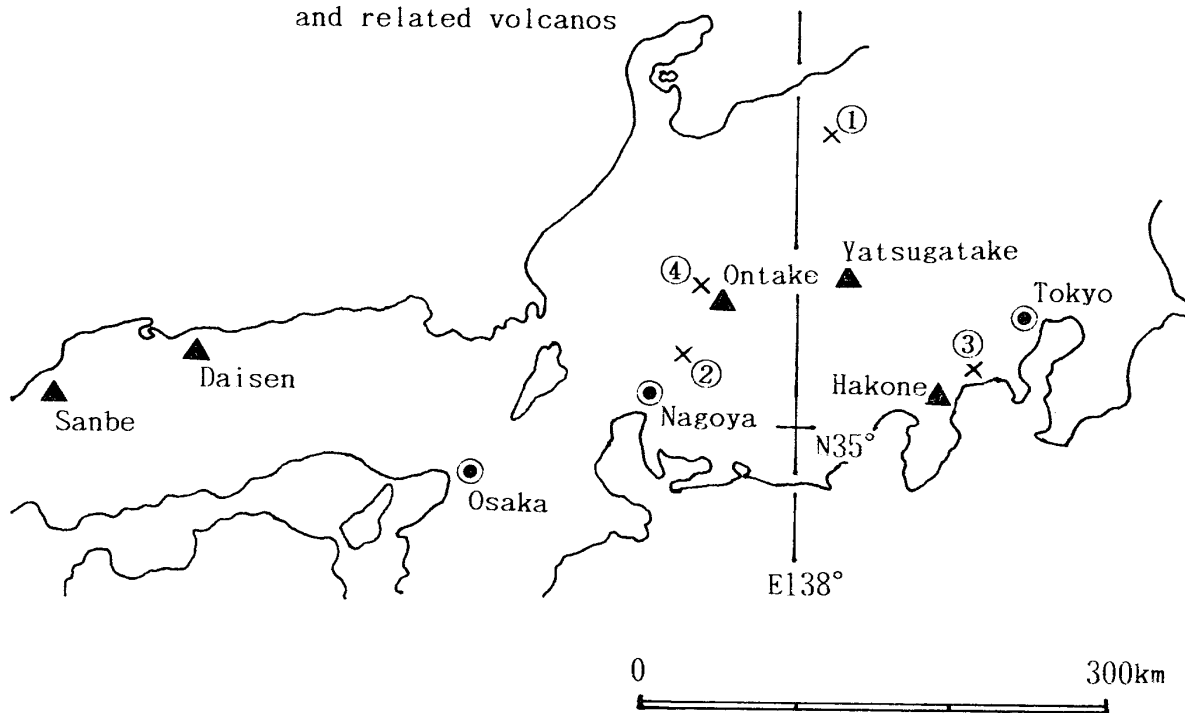 and related volcanos
①
Yatsugatake
④
Ontake
Tokyo
③
Daisen
②
Hakone
Sanbe
Nagoya
N35°
Osaka
E138°
0
300km